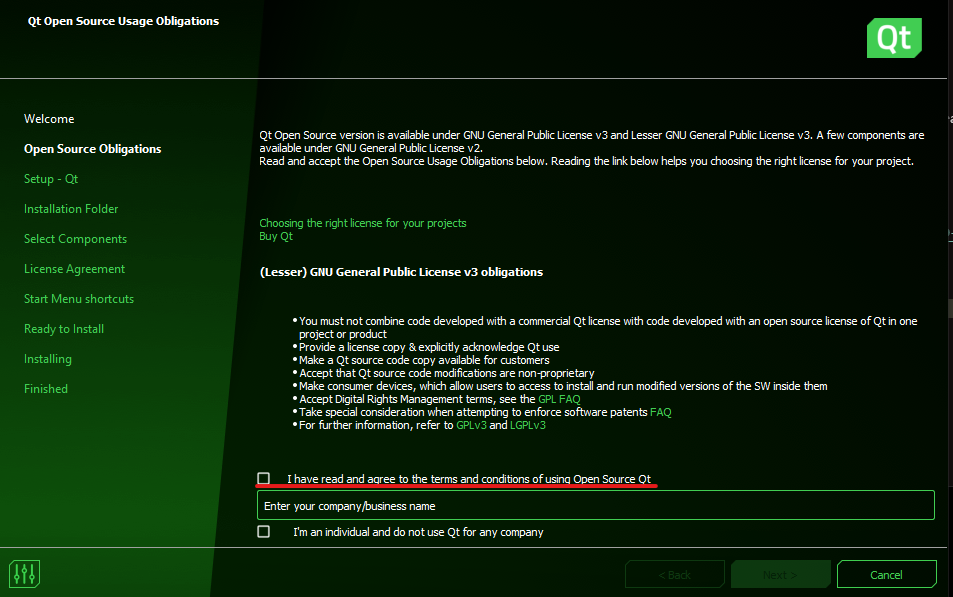 Qt Open Source Usage Obligations
Qt
Welcome
Open Source Obligations
Setup - Qt
Installation Folder
Select Components
License Agreement
Start Menu shortcuts
Ready to Install
Installing
Finished
Qt Open Source version is available under GNU General Public License v3 and Lesser GNU General Public License v3. A few components are
available under GNU General Public License v2.
Read and accept the Open Source Usage Obligations below. Reading the link below helps you choosing the right license for your project.
Choosing the right license for your projects
Buy Qt
(Lesser) GNU General Public License v3 obligations
•You must not combine code developed with a commercial Qt license with code developed with an open source license of Qt in one
project or product
•Provide a license copy & explicitly acknowledge Qt use
•Make a Qt source code copy available for customers
•Accept that Qt source code modifications are non-proprietary
•Make consumer devices, which allow users to access to install and run modified versions of the SW inside them
•Accept Digital Rights Management terms, see the GPL FAQ
•Take special consideration when attempting to enforce software patents FAQ
•For further information, refer to GPLv3 and LGPLv3
I have read and agree to the terms and conditions of using Open Source Qt
Enter your company/business name
I'm an individual and do not use Qt for any company
< Back
Next >
Cancel